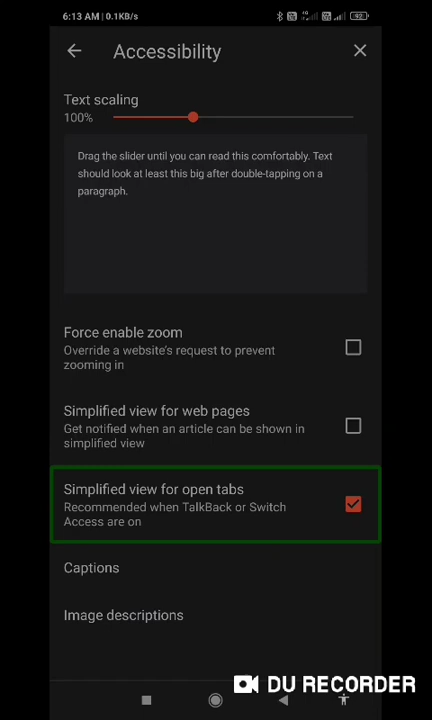 6:13 AM | 0.1KB/s
92
Accessibility
Text scaling
100%
Drag the slider until you can read this comfortably. Text
should look at least this big after double-tapping on a
paragraph.
Force enable zoom
Override a website's request to prevent
zooming in
Simplified view for web pages
Get notified when an article can be shown in
simplified view
Simplified view for open tabs
Recommended when TalkBack or Switch
Access are on
Captions
Image descriptions
DU RECORDER